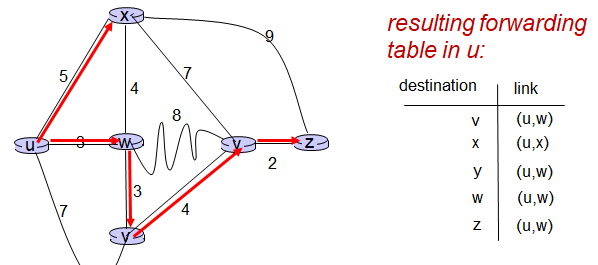 x
9
resulting forwarding
table in u:
5
7
4
8
destination link
v (u,w)
x (u,x)
u
3
w
v
z
2
y (u,w)
3
w (u,w)
7
4
z (u,w)
y